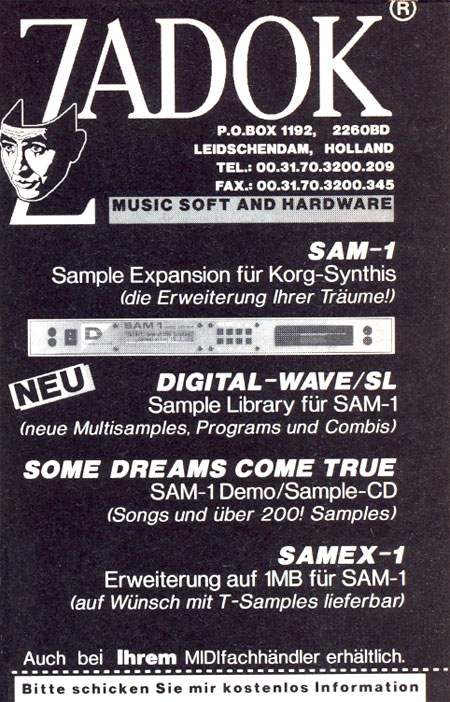 ZADOK®
P.O.BOX 1192, 2260BD
LEIDSCHENDAM, HOLLAND
TEL.: 00.31.70.3200.209
FAX.: 00.31.70.3200.345
MUSIC SOFT AND HARDWARE
SAM-1
Sample Expansion für Korg-Synthis
(die Erweiterung Ihrer Träume!)
D SAM 1
NEU
DIGITAL-WAVE/SL
Sample Library für SAM-1
(neue Multisamples, Programs und Combis)
SOME DREAMS COME TRUE
SAM-1 Demo/Sample-CD
(Songs und über 200! Samples)
SAMEX-1
Erweiterung auf 1MB für SAM-1
(auf Wünsch mit T-Samples lieferbar)
Auch bei Ihrem MIDIfachhändler erhältlich.
Bitte schicken Sie mir kostenlos Information